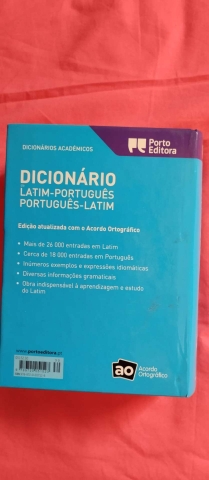 DICIONÁRIOS ACADÉMICOS
Porto
Editora
DICIONÁRIO
LATIM-PORTUGUÊS
PORTUGUÊS-LATIM
Edição atualizada com o Acordo Ortográfico
• Mais de 26 000 entradas em Latim
• Cerca de 18 000 entradas em Português
• Inúmeros exemplos e expressões idiomáticas
• Diversas informações gramaticais
• Obra indispensável à aprendizagem e estudo
do Latim
www.portoeditora.pt
ao
Acordo
Ortográfico